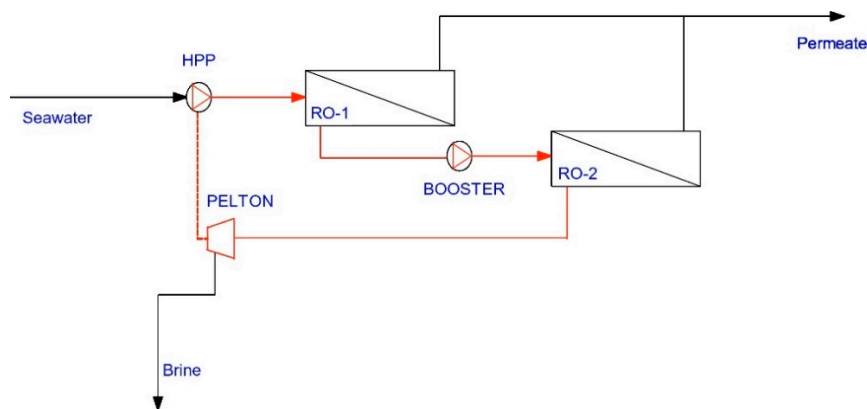 Permeate
HPP
Seawater
RO-1
BOOSTER
RO-2
PELTON
Brine